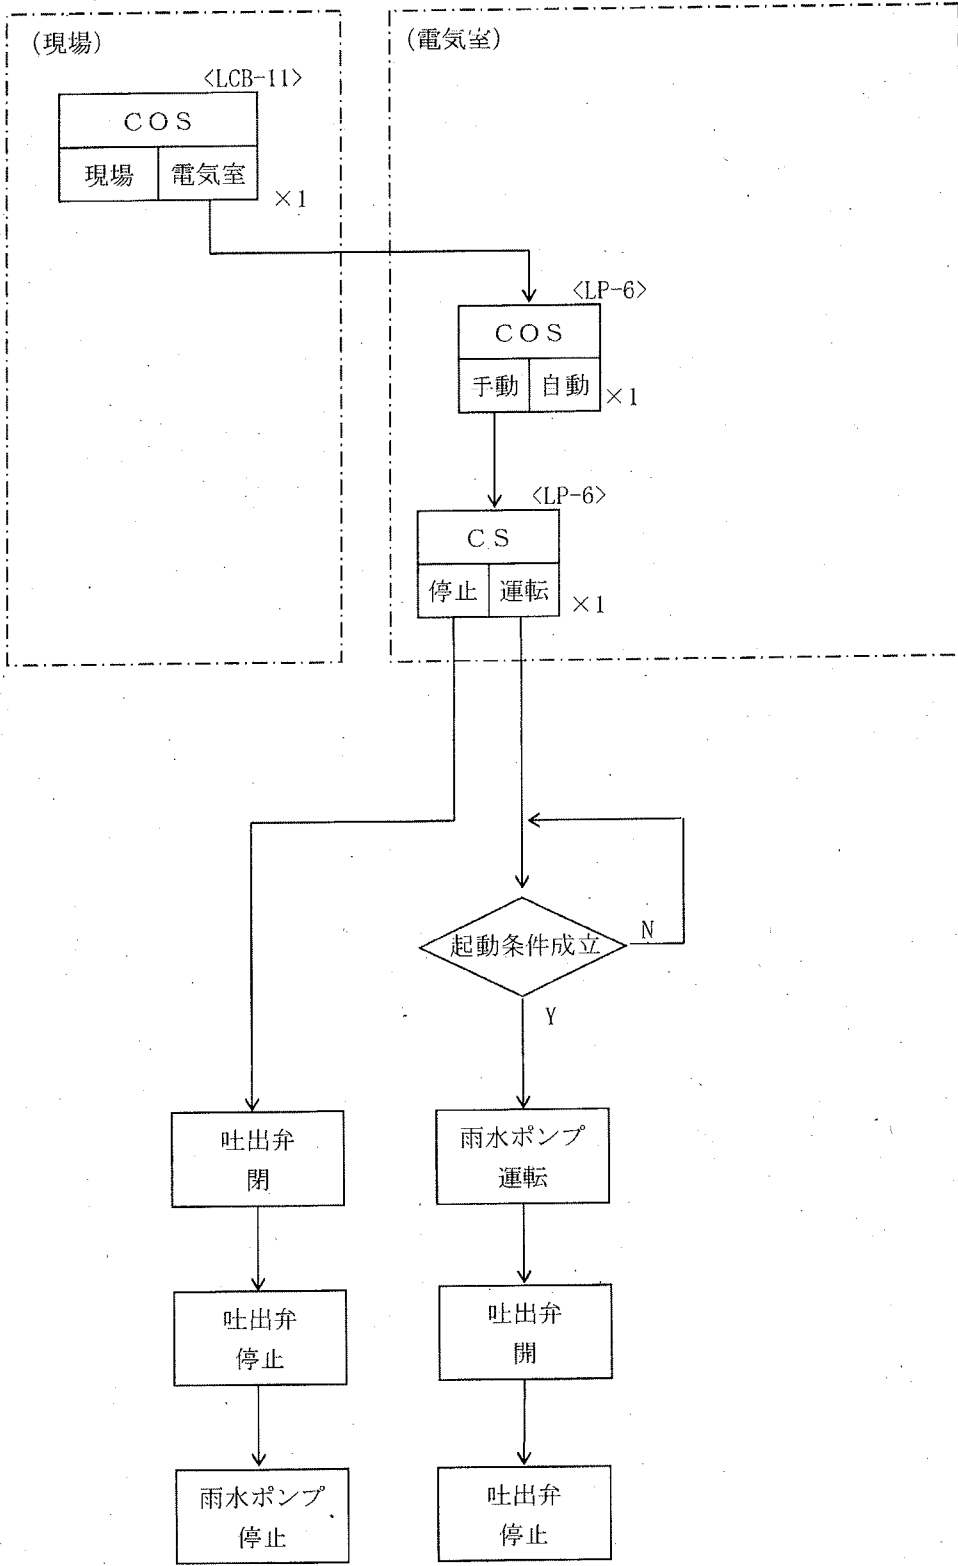 (現場)
<LCB-11>
COS
現場 電気室
×1
(電気室)
<LP-6>
COS
手動 自動
×1
<LP-6>
CS
停止 運転
×1
起動条件成立
N
Y
吐出弁
閉
雨水ポンプ
運転
吐出弁
停止
吐出弁
開
雨水ポンプ
停止
吐出弁
停止